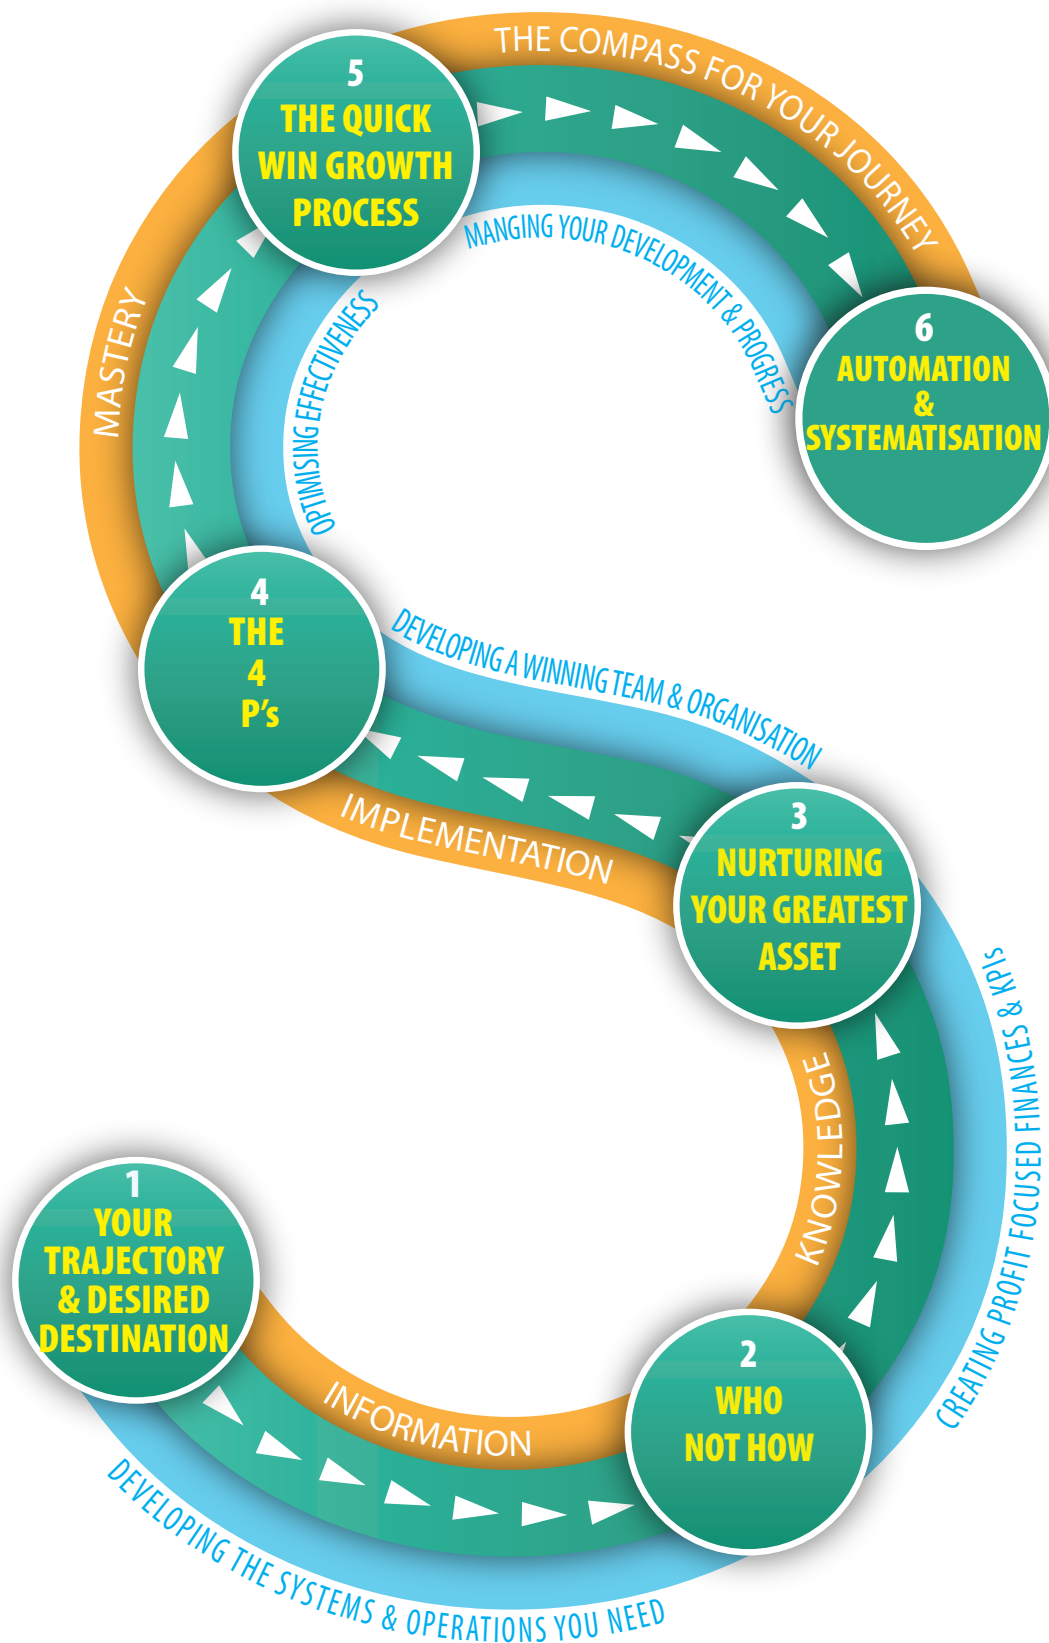 THE COMPASS FOR YOUR JOURNEY
5
THE QUICK
WIN GROWTH
PROCESS
MANGING YOUR DEVELOPMENT & PROGRESS
6
AUTOMATION
&
SYSTEMATISATION
MASTERY
OPTIMISING EFFECTIVENESS
4
THE
4
P's
DEVELOPING A WINNING TEAM & ORGANISATION
IMPLEMENTATION
3
NURTURING
YOUR GREATEST
ASSET
KNOWLEDGE
CREATING PROFIT FOCUSED FINANCES & KPIs
1
YOUR
TRAJECTORY
& DESIRED
DESTINATION
INFORMATION
2
WHO
NOT HOW
DEVELOPING THE SYSTEMS & OPERATIONS YOU NEED